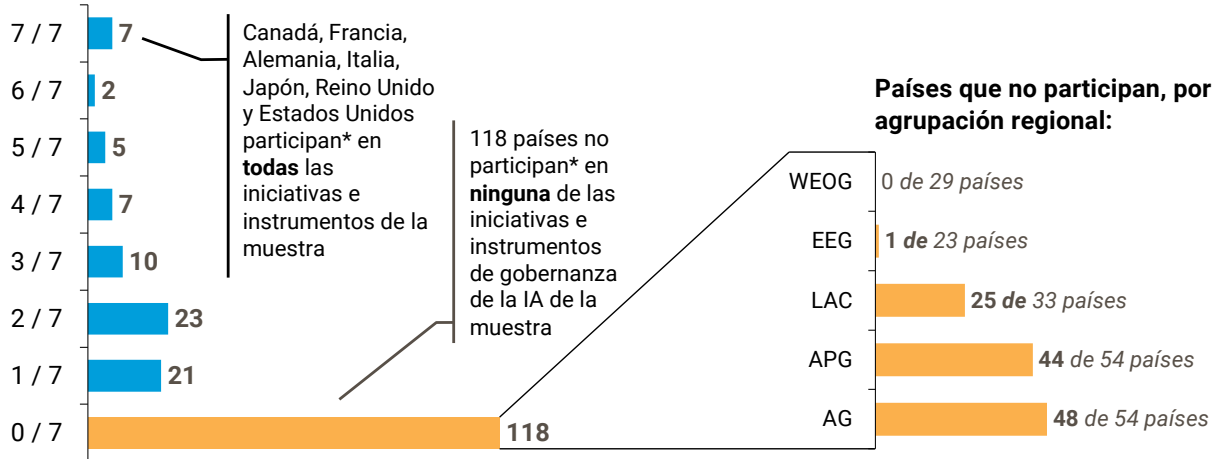 7 / 7
7
6 / 7
2
5 / 7
5
4 / 7
7
3 / 7
10
2 / 7
23
1 / 7
21
0 / 7
118
Canadá, Francia,
Alemania, Italia,
Japón, Reino Unido
y Estados Unidos
participan* en
todas las
iniciativas e
instrumentos de la
muestra
118 países no
participan* en
ninguna de las
iniciativas e
instrumentos
de gobernanza
de la IA de la
muestra
Países que no participan, por
agrupación regional:
WEOG
0 de 29 países
EEG
1 de 23 países
LAC
25 de 33 países
APG
44 de 54 países
AG
48 de 54 países